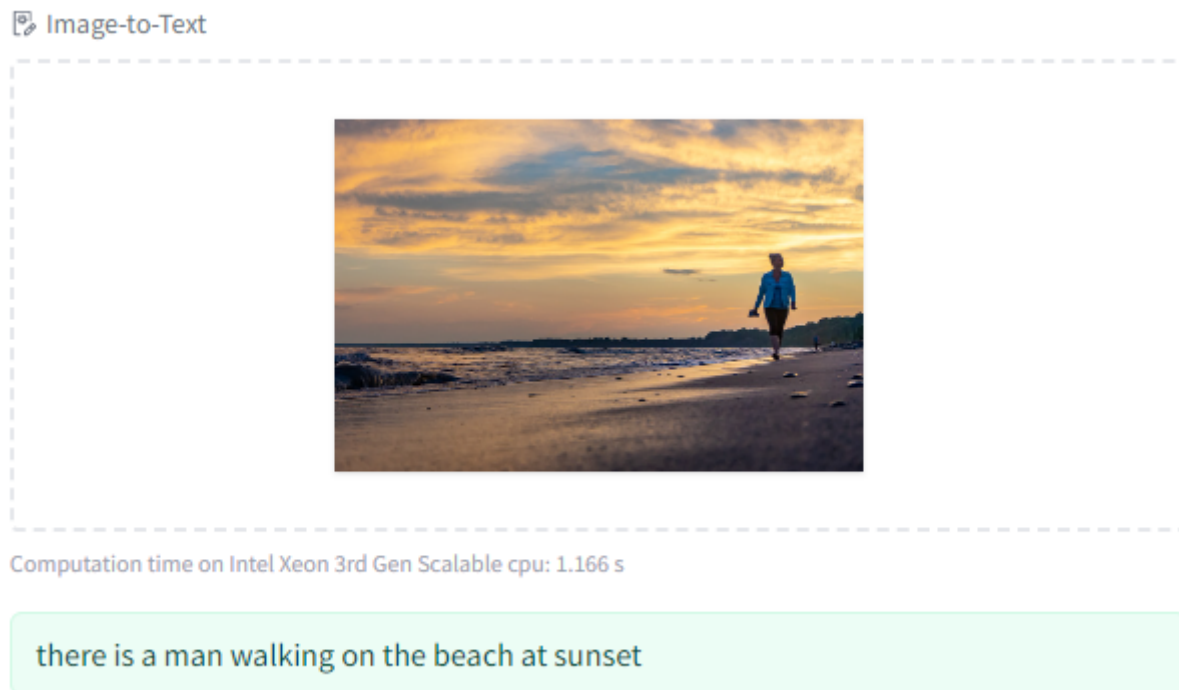 Image-to-Text
Computation time on Intel Xeon 3rd Gen Scalable cpu: 1.166 s
there is a man walking on the beach at sunset